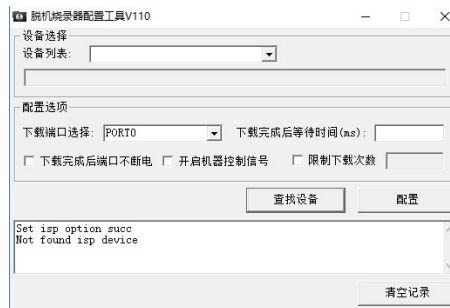 脱机烧录器配置工具V110
设备选择
设备列表:
配置选项
下载端口选择: PORT0 下载完成后等待时间(ms):
下载完成后端口不断电 开启机器控制信号 限制下载次数
查找设备 配置
Set isp option succ
Not found isp device
清空记录